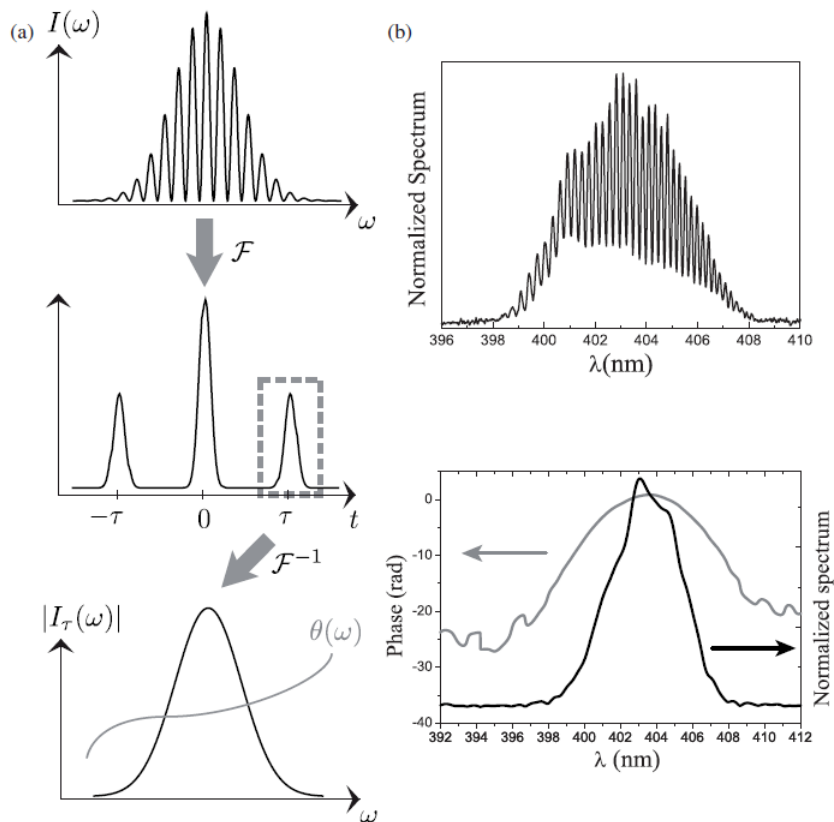 (a)
I(ω)
ω
𝓕
−τ 0 τ t
𝓕⁻¹
|I_τ(ω)|
θ(ω)
ω
(b)
Normalized Spectrum
396 398 400 402 404 406 408 410
λ(nm)
0
-10
-20
-30
-40
Phase (rad)
Normalized spectrum
392 394 396 398 400 402 404 406 408 410 412
λ (nm)